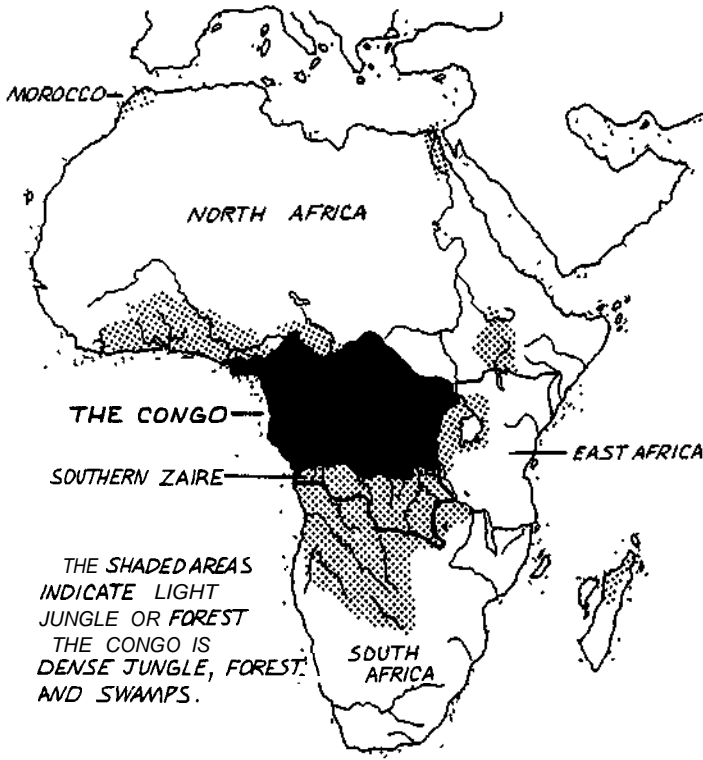 MOROCCO
NORTH AFRICA
THE CONGO
EAST AFRICA
SOUTHERN ZAIRE
THE SHADED AREAS
INDICATE LIGHT
JUNGLE OR FOREST
THE CONGO IS
DENSE JUNGLE, FOREST
AND SWAMPS.
SOUTH
AFRICA